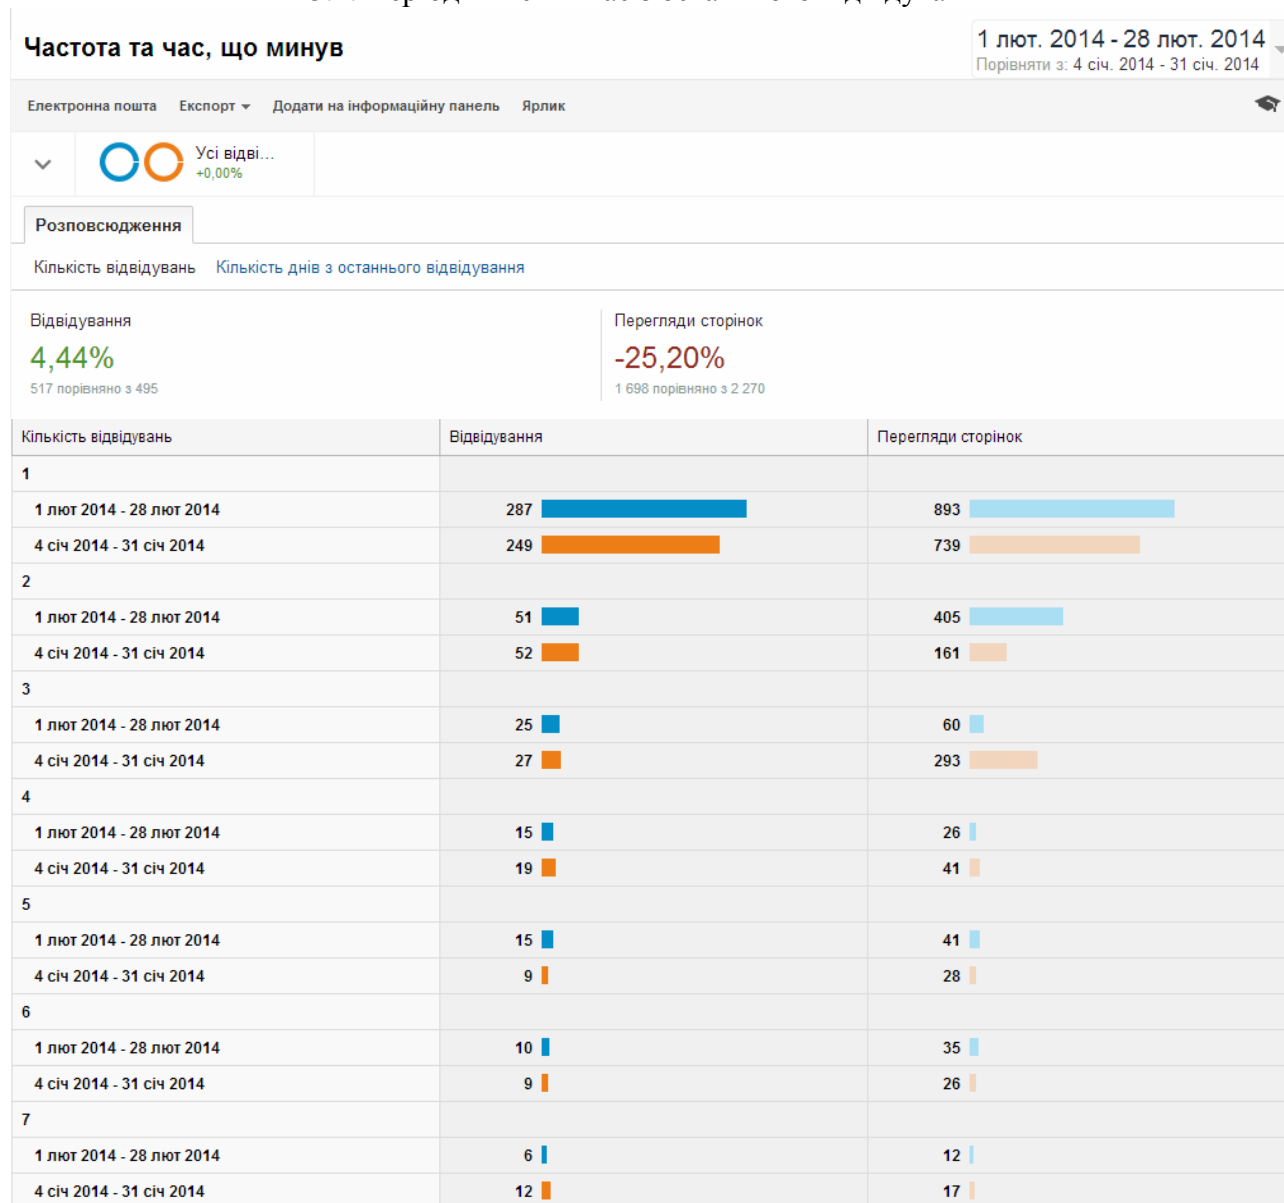 Частота та час, що минув
1 лют. 2014 - 28 лют. 2014
Порівняти з: 4 січ. 2014 - 31 січ. 2014
Електронна пошта Експорт Додати на інформаційну панель Ярлик
Усі відві...
+0,00%
Розповсюдження
Кількість відвідувань Кількість днів з останнього відвідування
Відвідування Перегляди сторінок
4,44% -25,20%
517 порівняно з 495 1 698 порівняно з 2 270
Кількість відвідувань Відвідування Перегляди сторінок
1
1 лют 2014 - 28 лют 2014 287 893
4 січ 2014 - 31 січ 2014 249 739
2
1 лют 2014 - 28 лют 2014 51 405
4 січ 2014 - 31 січ 2014 52 161
3
1 лют 2014 - 28 лют 2014 25 60
4 січ 2014 - 31 січ 2014 27 293
4
1 лют 2014 - 28 лют 2014 15 26
4 січ 2014 - 31 січ 2014 19 41
5
1 лют 2014 - 28 лют 2014 15 41
4 січ 2014 - 31 січ 2014 9 28
6
1 лют 2014 - 28 лют 2014 10 35
4 січ 2014 - 31 січ 2014 9 26
7
1 лют 2014 - 28 лют 2014 6 12
4 січ 2014 - 31 січ 2014 12 17